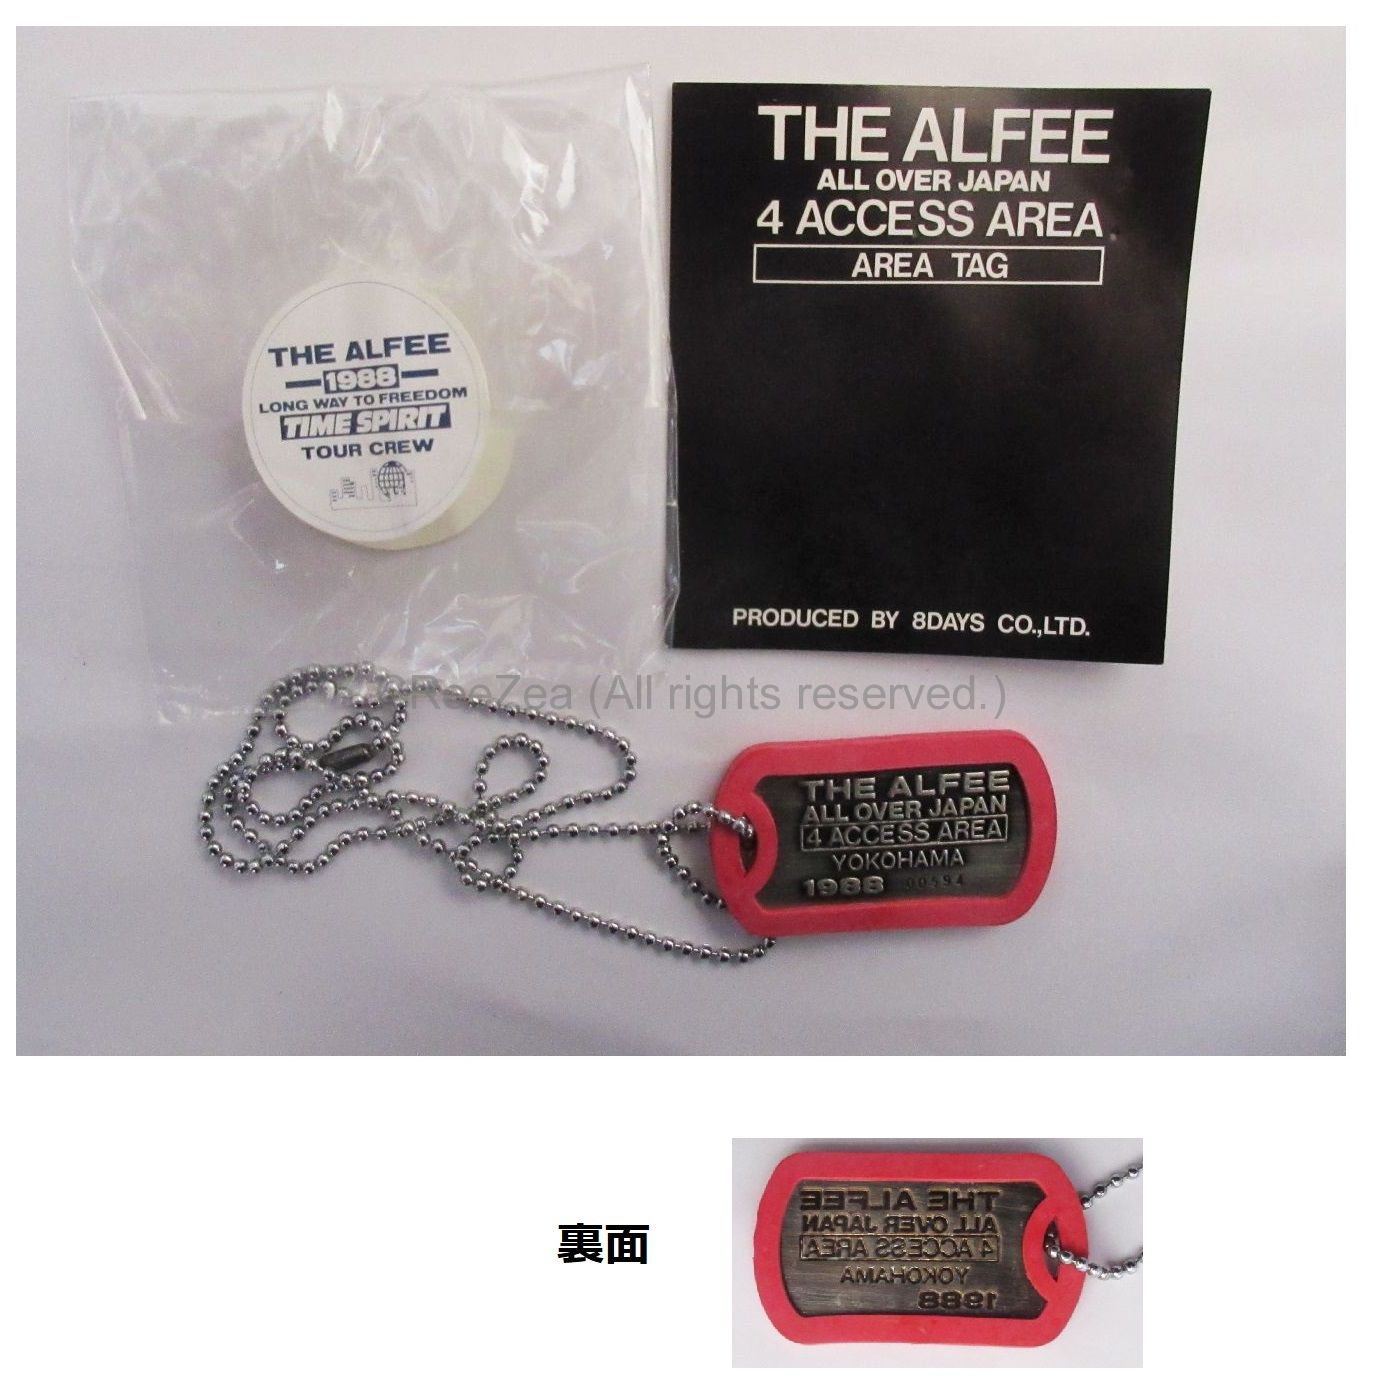 THE ALFEE
1988
LONG WAY TO FREEDOM
TIME SPIRIT
TOUR CREW
THE ALFEE
ALL OVER JAPAN
4 ACCESS AREA
AREA TAG
PRODUCED BY 8DAYS CO.,LTD.
©ReeZea (All rights reserved.)
THE ALFEE
ALL OVER JAPAN
4 ACCESS AREA
YOKOHAMA
1988 00594
裏面
THE ALFEE
ALL OVER JAPAN
4 ACCESS AREA
YOKOHAMA
1988